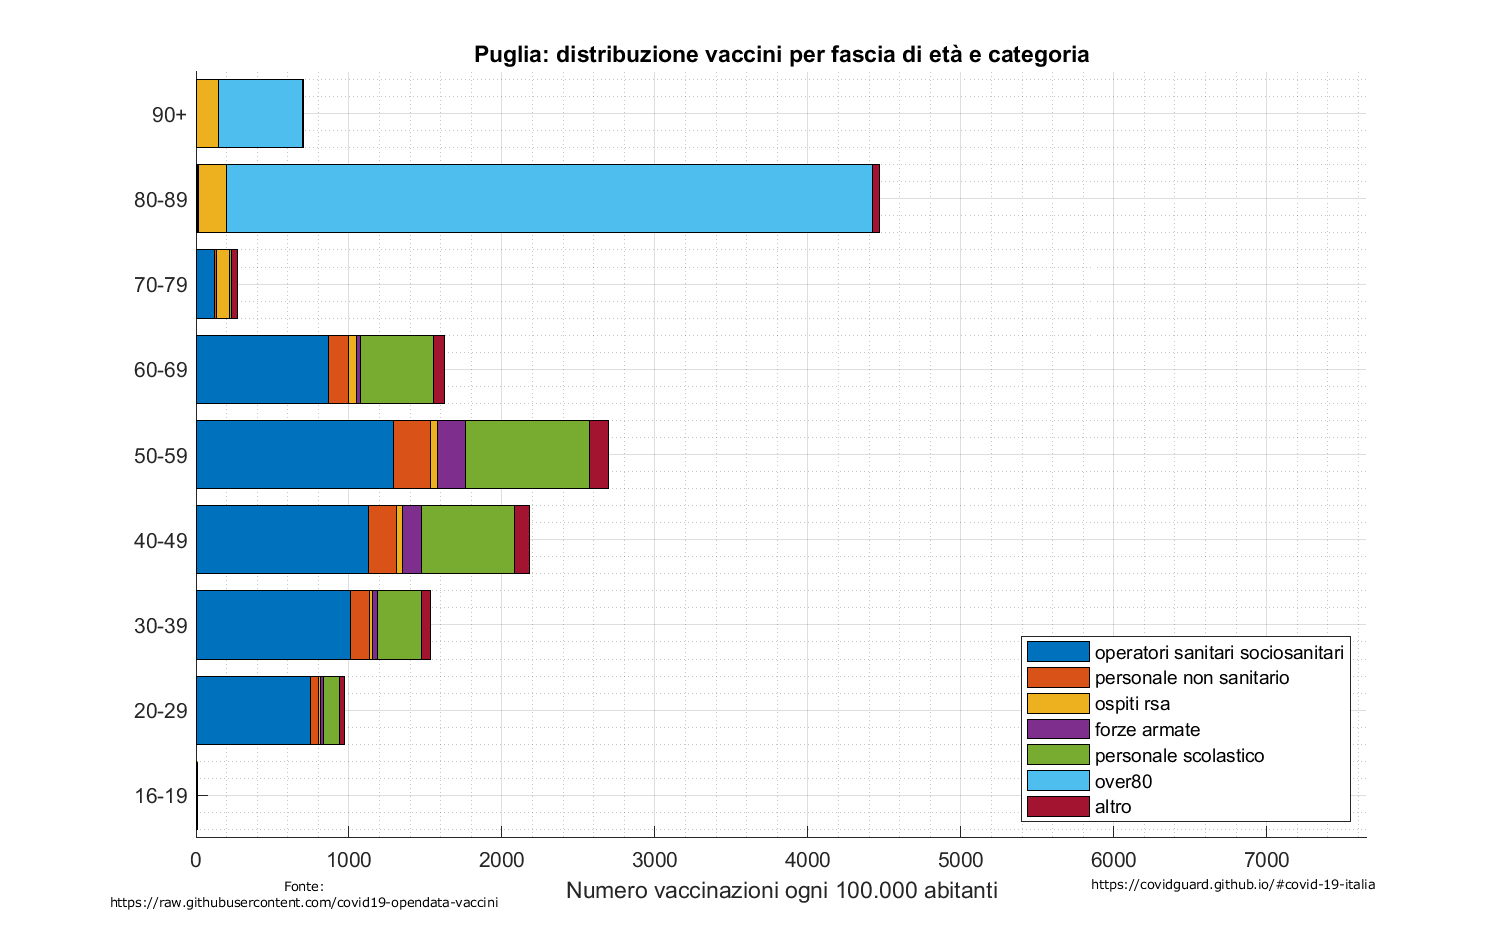 Puglia: distribuzione vaccini per fascia di età e categoria
90+
80-89
70-79
60-69
50-59
40-49
30-39
20-29
16-19
operatori sanitari sociosanitari
personale non sanitario
ospiti rsa
forze armate
personale scolastico
over80
altro
0 1000 2000 3000 4000 5000 6000 7000
Numero vaccinazioni ogni 100.000 abitanti
Fonte:
https://raw.githubusercontent.com/covid19-opendata-vaccini
https://covidguard.github.io/#covid-19-italia